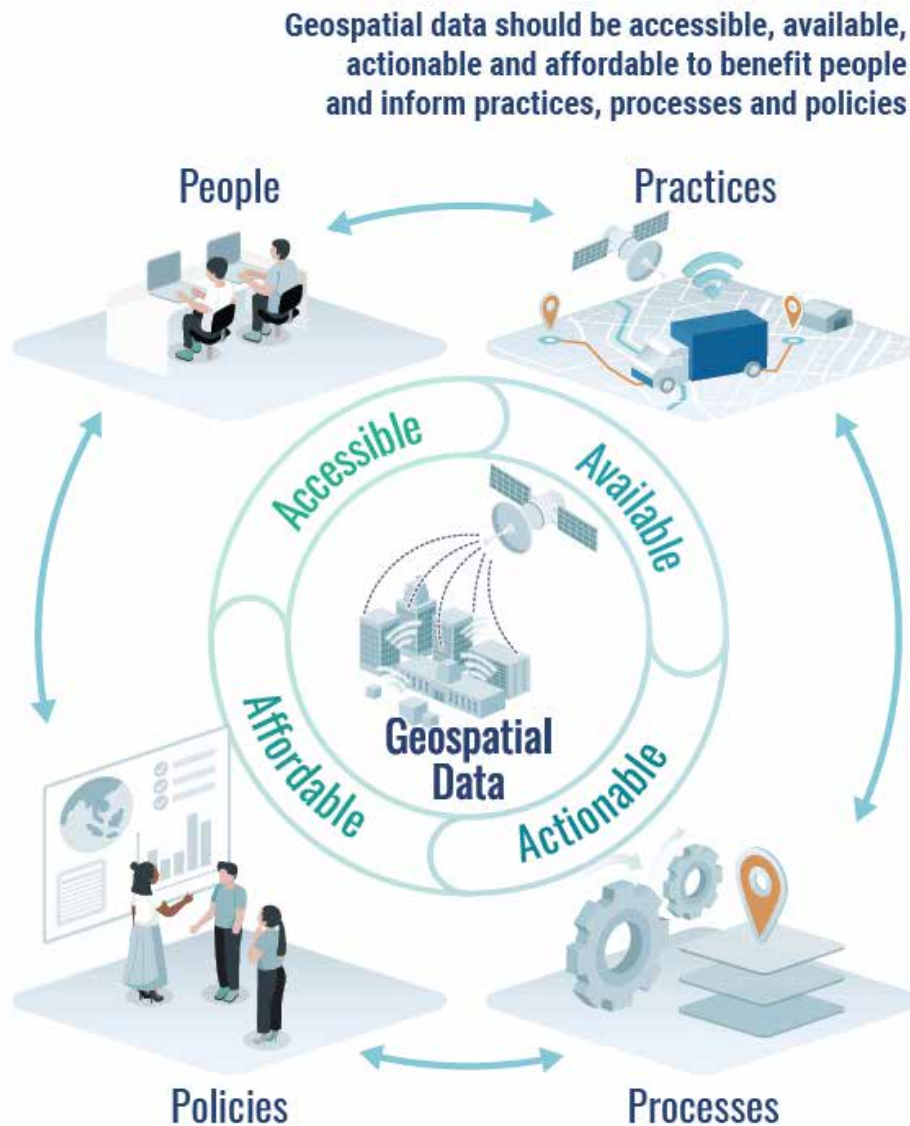 Geospatial data should be accessible, available,
actionable and affordable to benefit people
and inform practices, processes and policies
People
Practices
Accessible
Available
Geospatial
Data
Affordable
Actionable
Policies
Processes